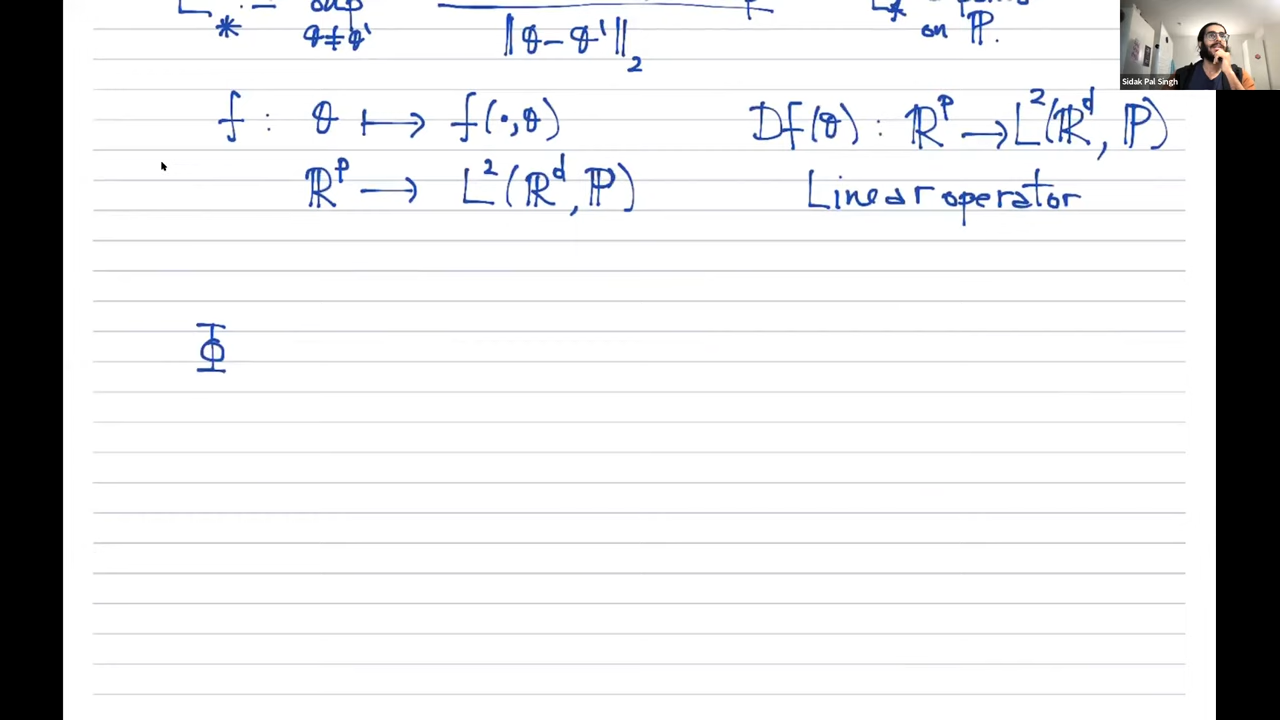 * θ≠θ' ‖θ − θ'‖₂ on ℙ.
Sidak Pal Singh
f : θ ⟼ f(·, θ) Df(θ) : ℝᵖ → L²(ℝᵈ, ℙ)
ℝᵖ → L²(ℝᵈ, ℙ) Linear operator
Φ